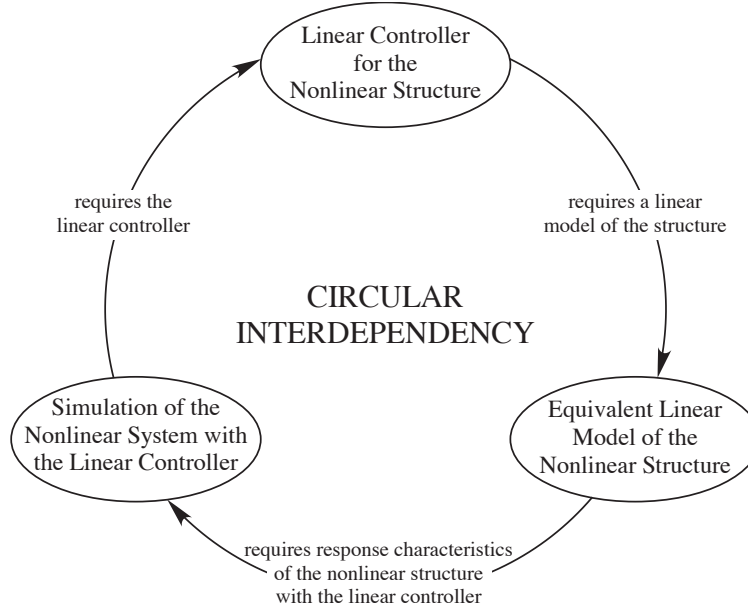 Linear Controller
for the
Nonlinear Structure
requires the
linear controller
requires a linear
model of the structure
CIRCULAR
INTERDEPENDENCY
Simulation of the
Nonlinear System with
the Linear Controller
Equivalent Linear
Model of the
Nonlinear Structure
requires response characteristics
of the nonlinear structure
with the linear controller